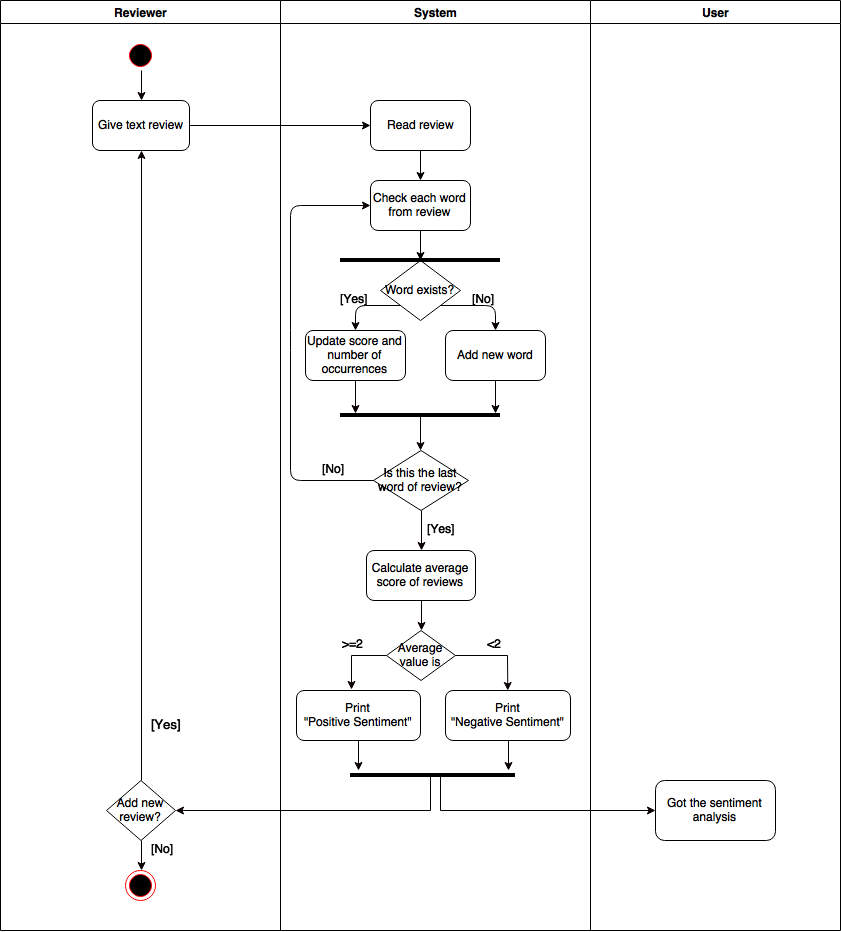 Reviewer
System
User
Give text review
Read review
Check each word
from review
Word exists?
[Yes]
[No]
Update score and
number of
occurrences
Add new word
Is this the last
word of review?
[No]
[Yes]
Calculate average
score of reviews
>=2
Average
value is
<2
Print
"Positive Sentiment"
Print
"Negative Sentiment"
[Yes]
Add new
review?
Got the sentiment
analysis
[No]